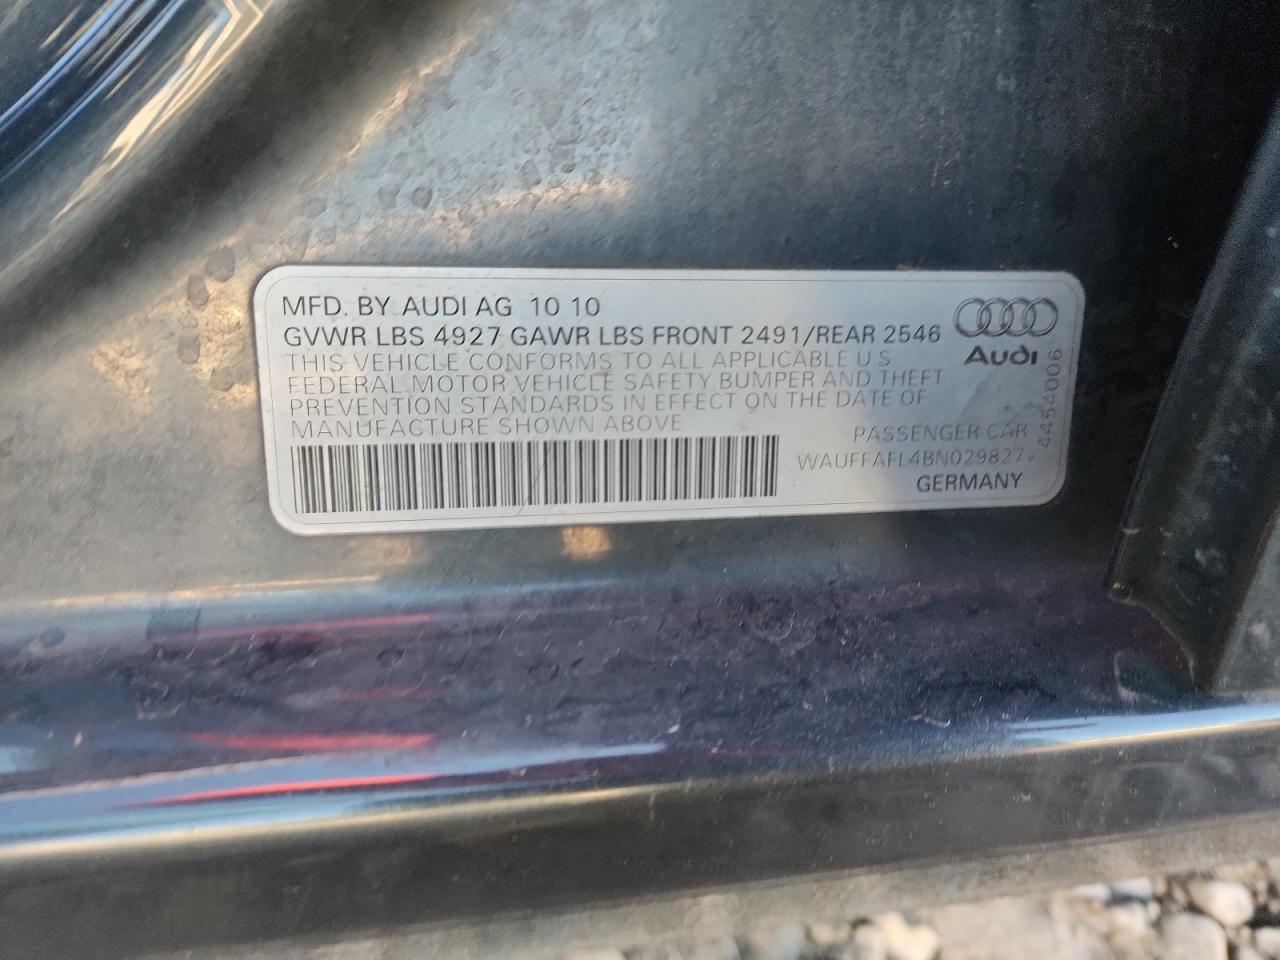 MFD. BY AUDI AG 10 10
GVWR LBS 4927 GAWR LBS FRONT 2491/REAR 2546
THIS VEHICLE CONFORMS TO ALL APPLICABLE U S
FEDERAL MOTOR VEHICLE SAFETY, BUMPER AND THEFT
PREVENTION STANDARDS IN EFFECT ON THE DATE OF
MANUFACTURE SHOWN ABOVE
Audi
PASSENGER CAR
WAUFFAFL4BN029827
GERMANY
4454006